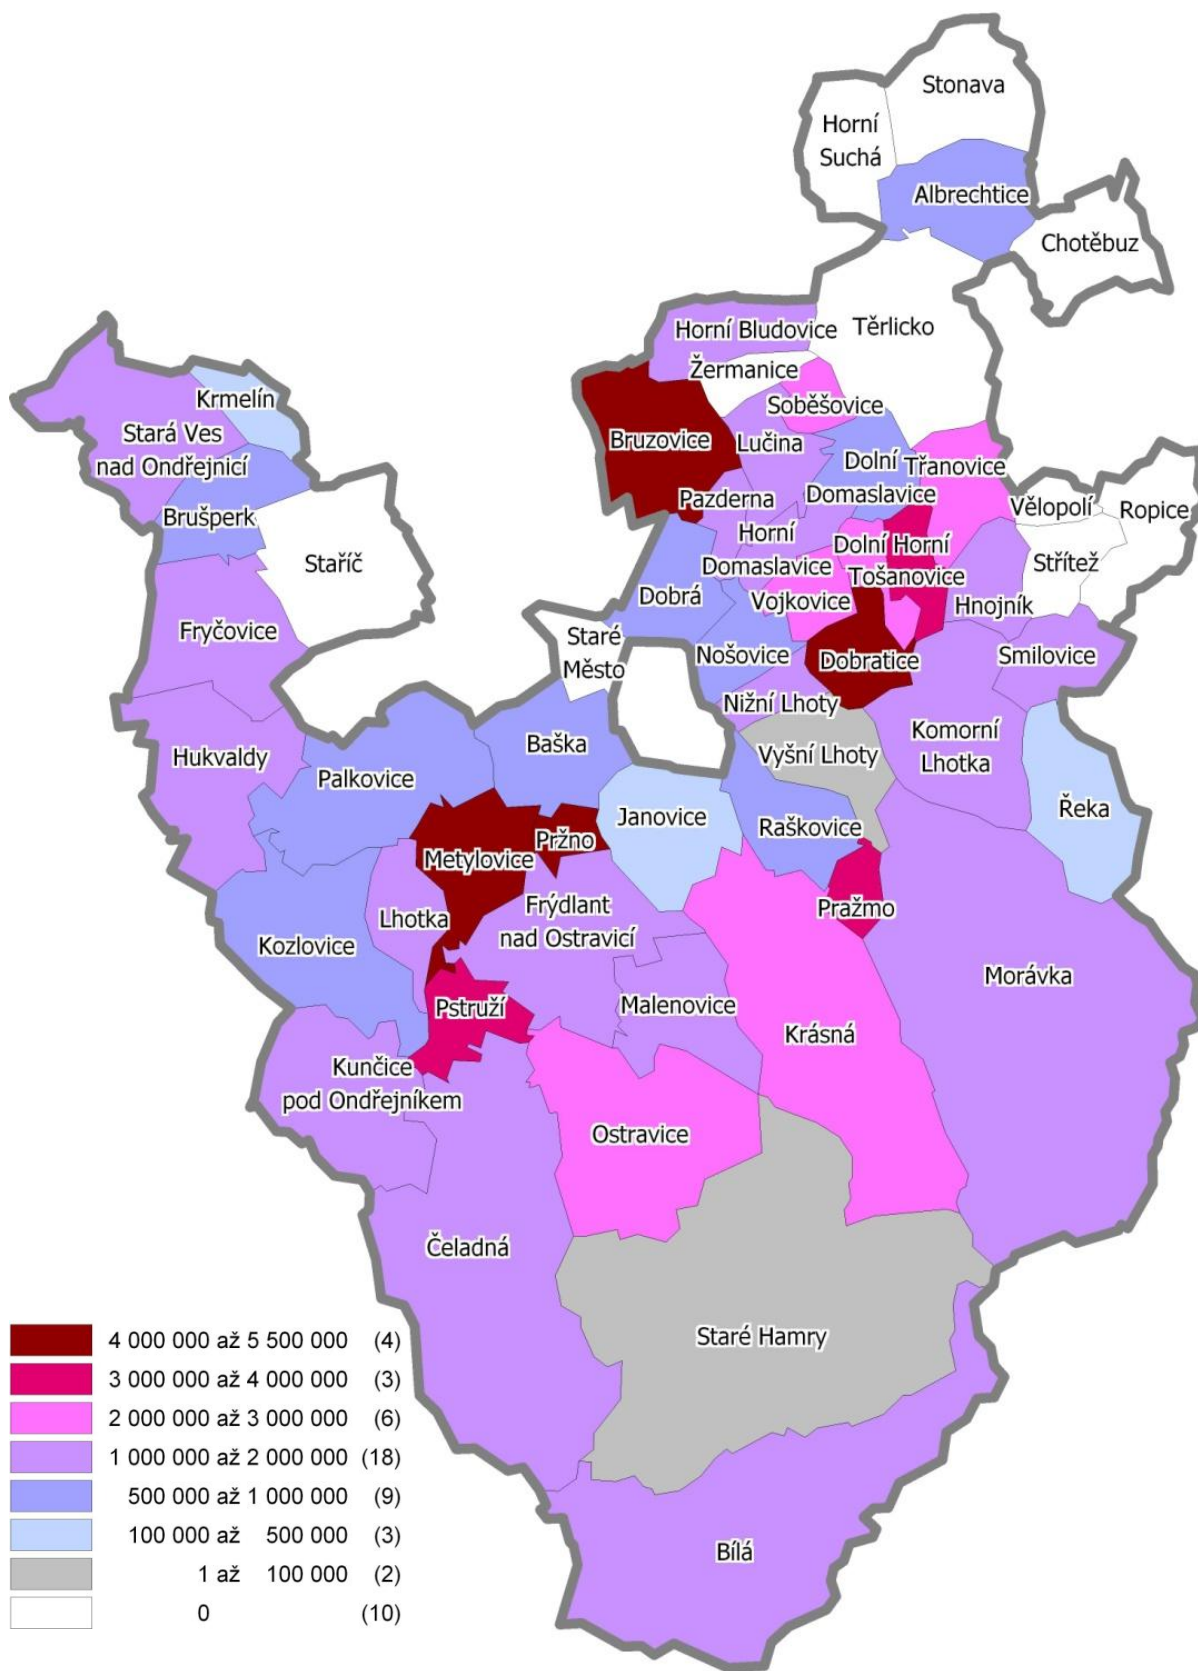 Stonava
Horní
Suchá
Albrechtice
Chotěbuz
Těrlicko
Horní Bludovice
Žermanice
Soběšovice
Krmelín
Stará Ves
nad Ondřejnicí
Bruzovice
Lučina
Dolní
Domaslavice
Třanovice
Pazderna
Vělopolí
Ropice
Brušperk
Horní
Domaslavice
Dolní
Horní
Tošanovice
Střítež
Staříč
Dobrá
Vojkovice
Hnojník
Fryčovice
Staré
Město
Nošovice
Dobratice
Smilovice
Nižní Lhoty
Komorní
Lhotka
Hukvaldy
Palkovice
Baška
Vyšní Lhoty
Řeka
Janovice
Raškovice
Pržno
Metylovice
Lhotka
Frýdlant
nad Ostravicí
Pražmo
Kozlovice
Morávka
Pstruží
Malenovice
Krásná
Kunčice
pod Ondřejníkem
Ostravice
Čeladná
Staré Hamry
Bílá
4 000 000 až 5 500 000 (4)
3 000 000 až 4 000 000 (3)
2 000 000 až 3 000 000 (6)
1 000 000 až 2 000 000 (18)
500 000 až 1 000 000 (9)
100 000 až 500 000 (3)
1 až 100 000 (2)
0 (10)